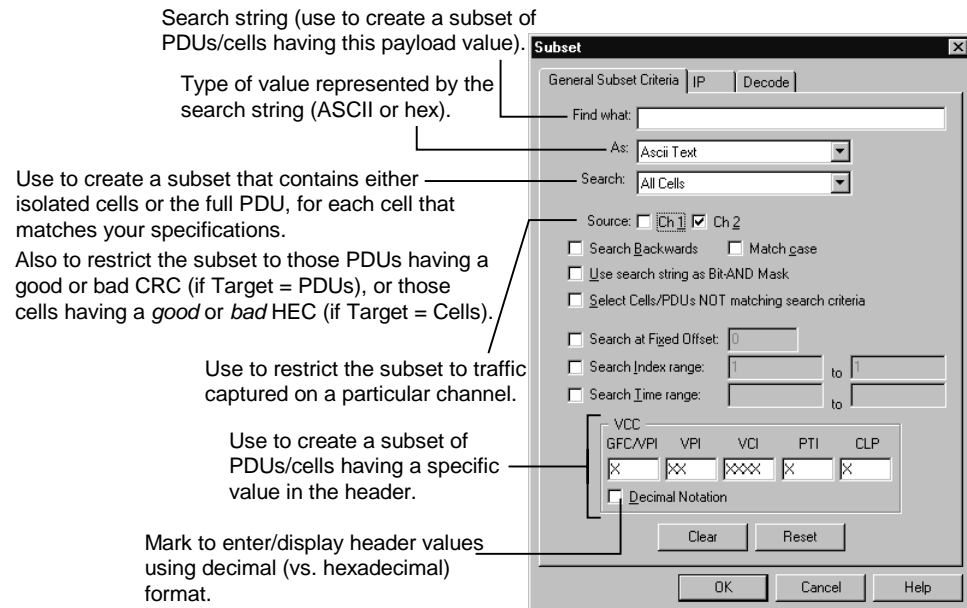 Search string (use to create a subset of
PDUs/cells having this payload value).
Type of value represented by the
search string (ASCII or hex).
Use to create a subset that contains either
isolated cells or the full PDU, for each cell that
matches your specifications.
Also to restrict the subset to those PDUs having a
good or bad CRC (if Target = PDUs), or those
cells having a good or bad HEC (if Target = Cells).
Use to restrict the subset to traffic
captured on a particular channel.
Use to create a subset of
PDUs/cells having a specific
value in the header.
Mark to enter/display header values
using decimal (vs. hexadecimal)
format.
Subset
General Subset Criteria IP Decode
Find what:
As: Ascii Text
Search: All Cells
Source: Ch 1 Ch 2
Search Backwards Match case
Use search string as Bit-AND Mask
Select Cells/PDUs NOT matching search criteria
Search at Fixed Offset: 0
Search Index range: 1 to 1
Search Time range: to
VCC
GFC/VPI VPI VCI PTI CLP
X XX XXXX X X
Decimal Notation
Clear Reset
OK Cancel Help